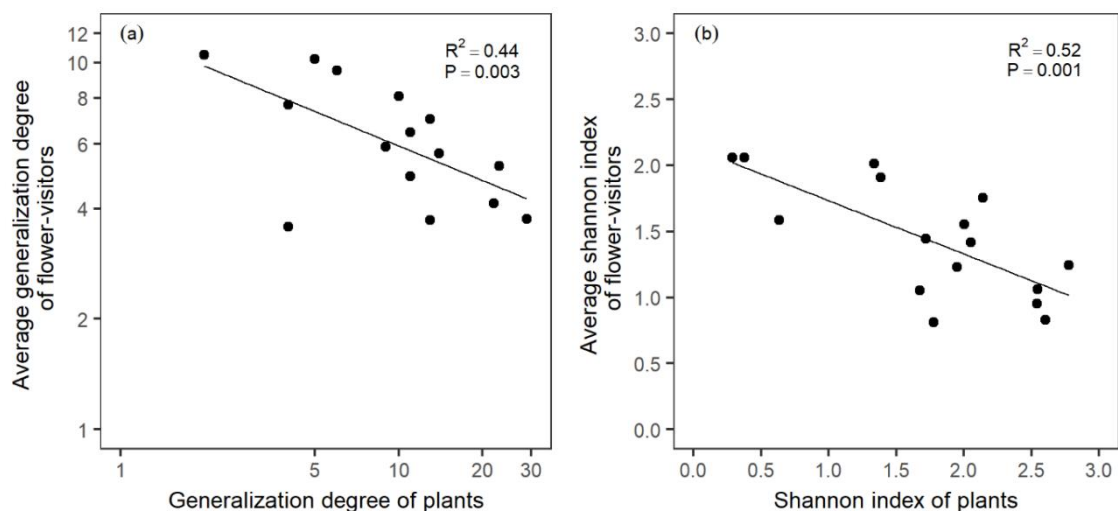 (a)
R² = 0.44
P = 0.003
12
10
8
6
4
2
1
1 5 10 20 30
Average generalization degree
of flower-visitors
Generalization degree of plants
(b)
R² = 0.52
P = 0.001
3.0
2.5
2.0
1.5
1.0
0.5
0.0
0.0 0.5 1.0 1.5 2.0 2.5 3.0
Average shannon index
of flower-visitors
Shannon index of plants